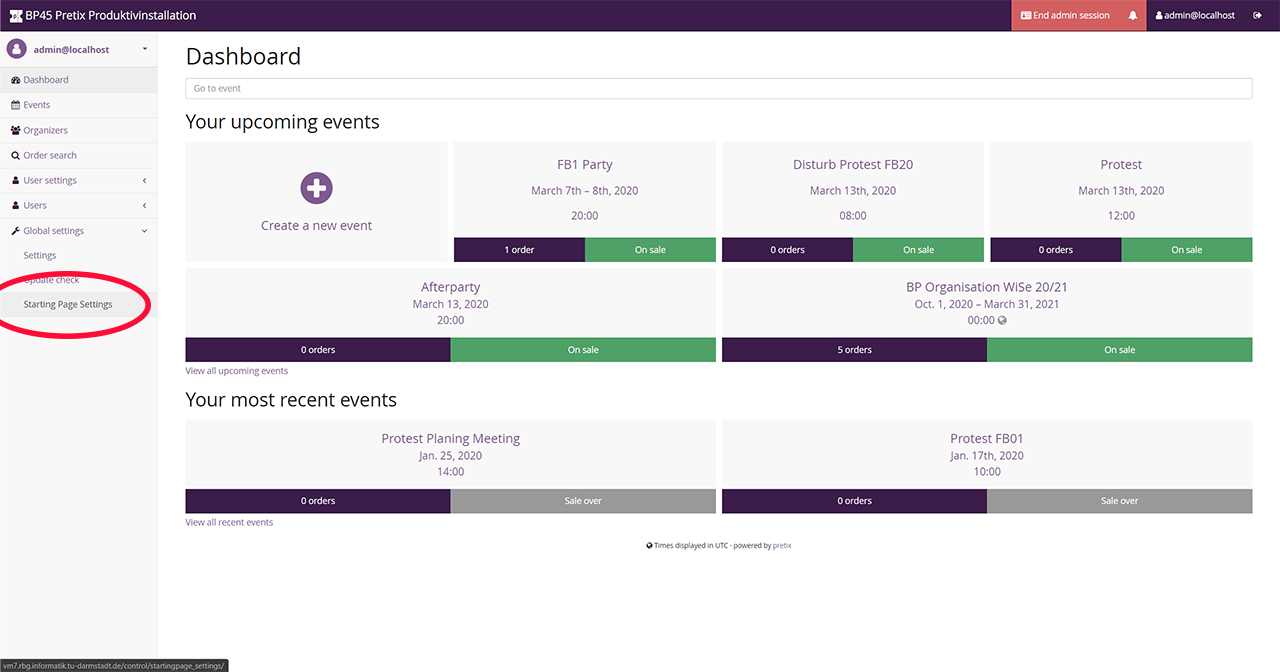 BP45 Pretix Produktivinstallation
End admin session
admin@localhost
admin@localhost
Dashboard
Events
Organizers
Order search
User settings
Users
Global settings
Settings
Update check
Starting Page Settings
Dashboard
Go to event
Your upcoming events
Create a new event
FB1 Party
March 7th – 8th, 2020
20:00
1 order
On sale
Disturb Protest FB20
March 13th, 2020
08:00
0 orders
On sale
Protest
March 13th, 2020
12:00
0 orders
On sale
Afterparty
March 13, 2020
20:00
0 orders
On sale
BP Organisation WiSe 20/21
Oct. 1, 2020 – March 31, 2021
00:00
5 orders
On sale
View all upcoming events
Your most recent events
Protest Planing Meeting
Jan. 25, 2020
14:00
0 orders
Sale over
Protest FB01
Jan. 17th, 2020
10:00
0 orders
Sale over
View all recent events
Times displayed in UTC · powered by pretix
vm7.rbg.informatik.tu-darmstadt.de/control/startingpage_settings/